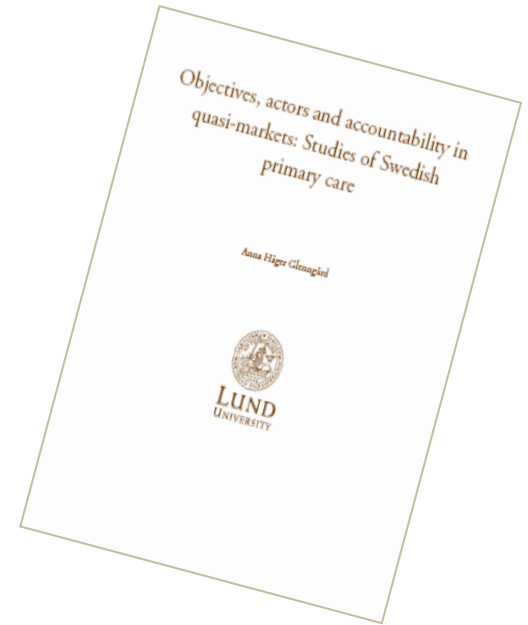 Objectives, actors and accountability in
quasi-markets: Studies of Swedish
primary care
Anna Häger Glenngård
LUND
UNIVERSITY